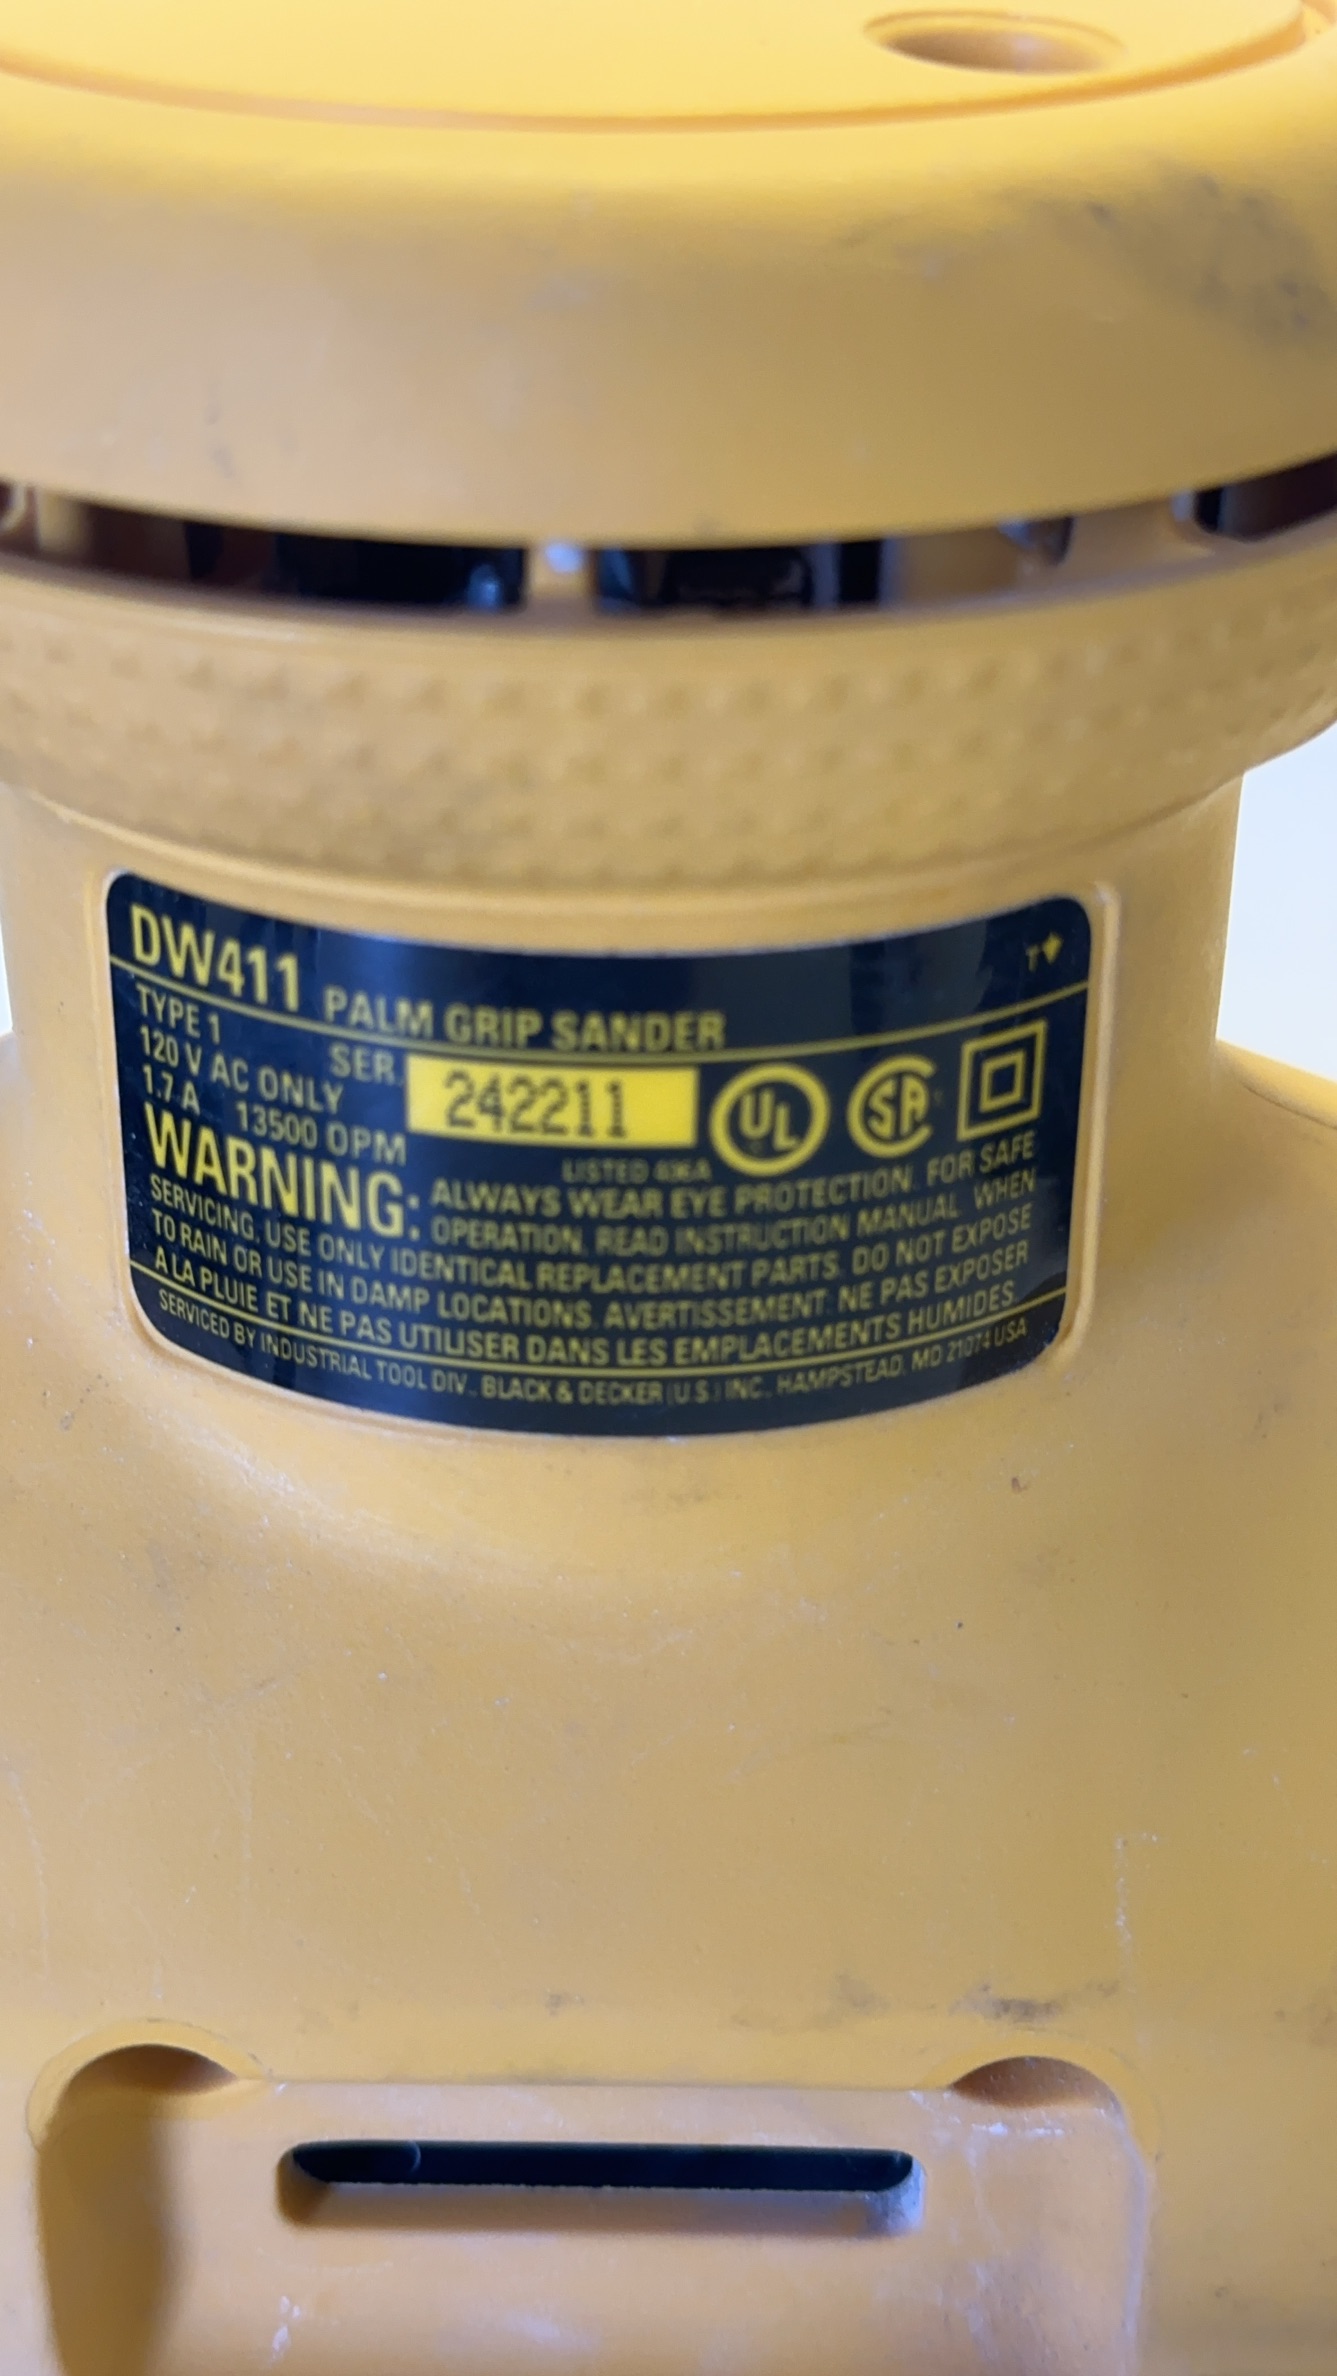 DW411 PALM GRIP SANDER
TYPE 1
120 V AC ONLY
1.7 A 13500 OPM
SER. 242211
UL
SA
LISTED
WARNING: ALWAYS WEAR EYE PROTECTION. FOR SAFE
OPERATION, READ INSTRUCTION MANUAL. WHEN
SERVICING, USE ONLY IDENTICAL REPLACEMENT PARTS. DO NOT EXPOSE
TO RAIN OR USE IN DAMP LOCATIONS. AVERTISSEMENT: NE PAS EXPOSER
A LA PLUIE ET NE PAS UTILISER DANS LES EMPLACEMENTS HUMIDES.
SERVICED BY INDUSTRIAL TOOL DIV., BLACK & DECKER (U.S.) INC., HAMPSTEAD, MD 21074 USA